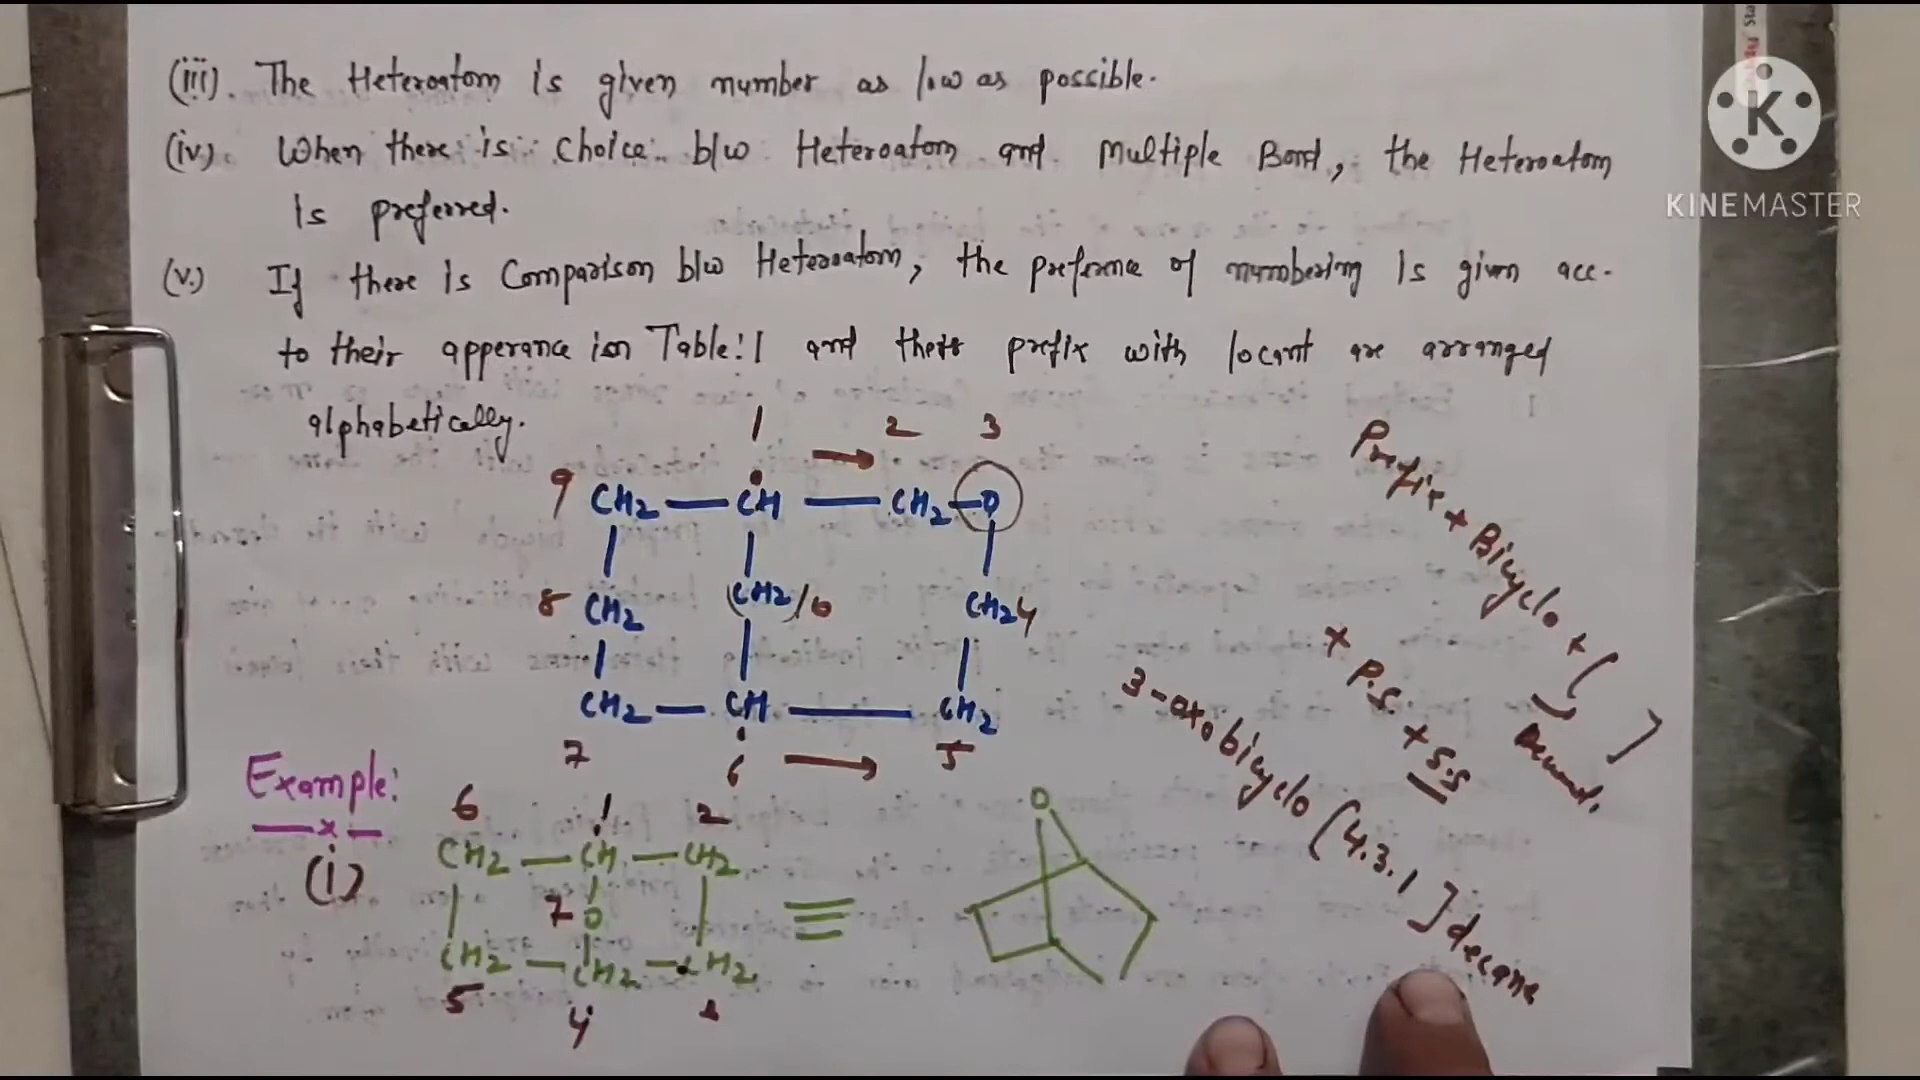 (iii). The Heteroatom is given number as low as possible.
(iv). When there is choice b/w Heteroatom and Multiple Bond, the Heteroatom
is preferred.
(v.) If there is Comparison b/w Heteroatom, the preference of numbering is given acc.
to their apperance ion Table:1 and their prefix with locant are arranged
alphabetically.
1 2 3
9 CH2 — CH — CH2 — O
8 CH2 CH2 10 CH2 4
CH2 — CH — CH2
7 6 5
Prefix + Bicyclo + [ ]
Decend.
+ P.S. + S.S
3-oxobicyclo [4.3.1] decane
Example:
(i)
6 1 2
CH2 — CH — CH2
7 O
CH2 — CH2 — CH2
5 4
O
K
KINEMASTER